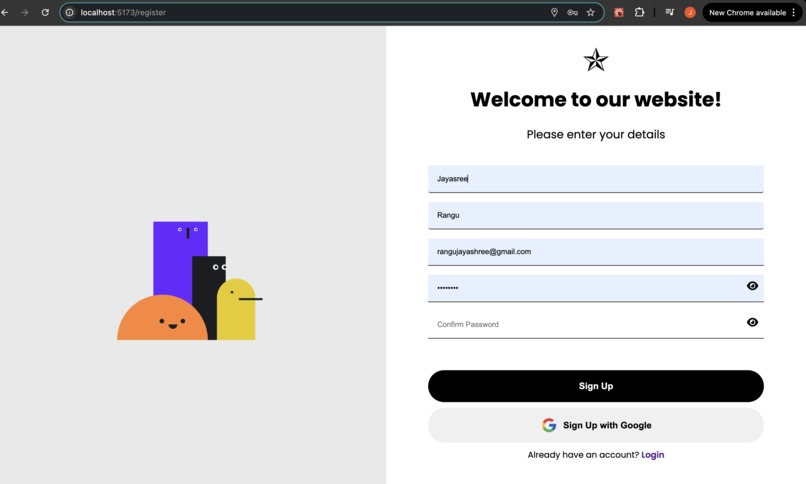 localhost:5173/register
J
New Chrome available
Welcome to our website!
Please enter your details
Jayasree
Rangu
rangujayashree@gmail.com
••••••••
Confirm Password
Sign Up
Sign Up with Google
Already have an account? Login